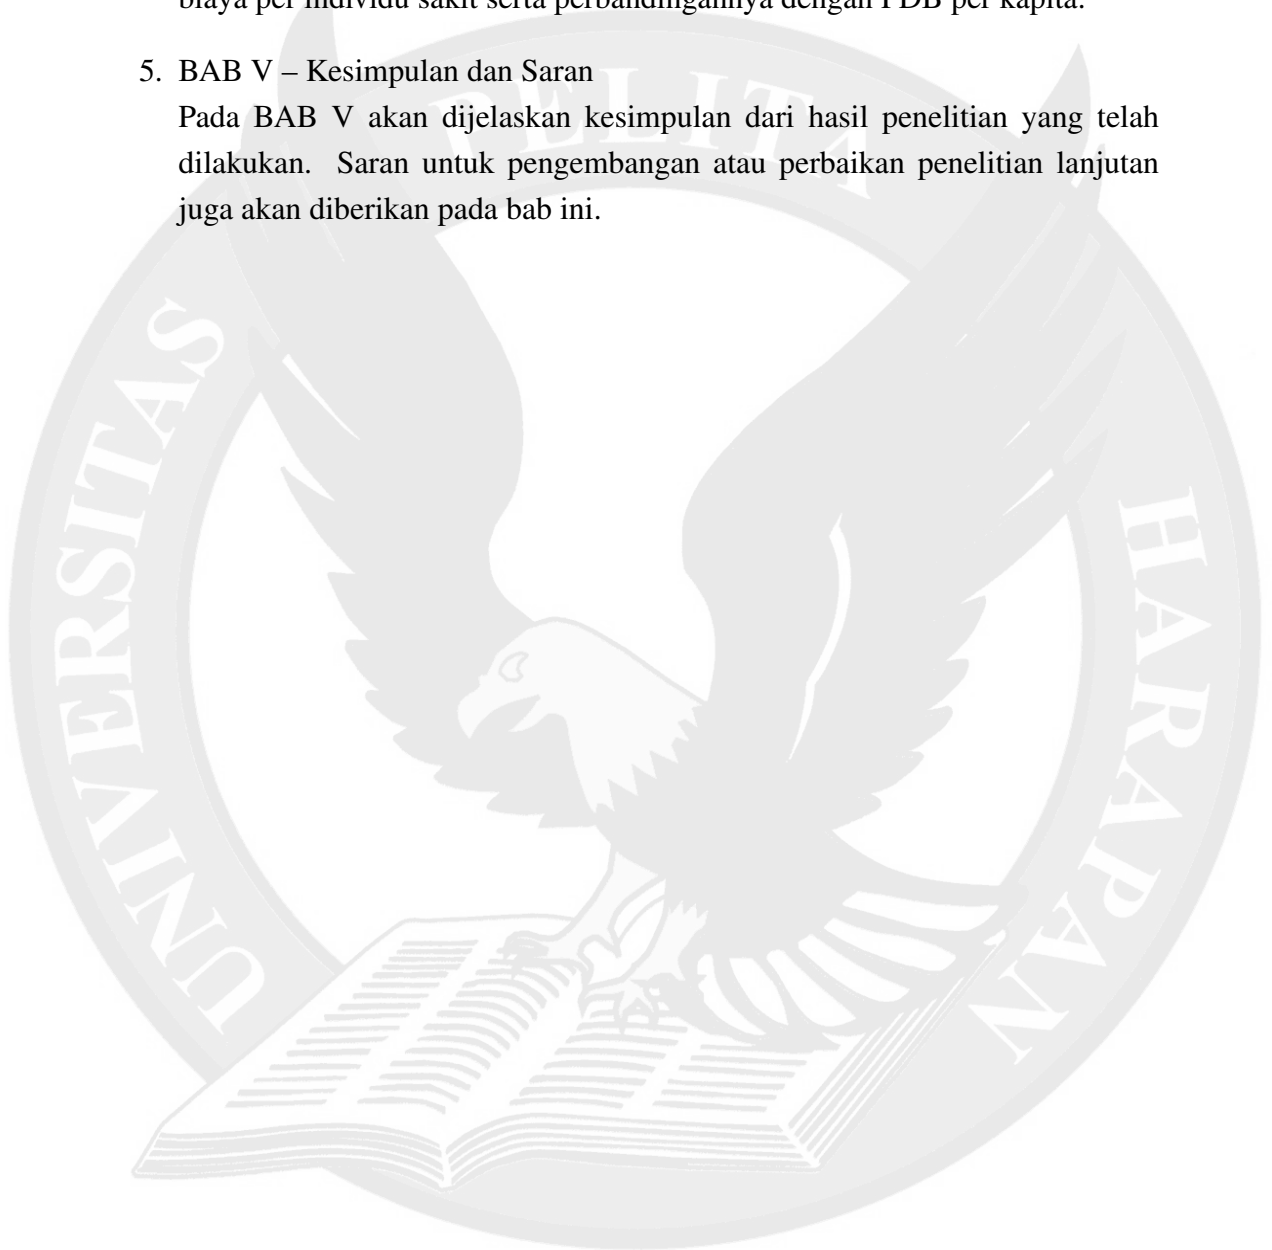 biaya per individu sakit serta perbandingannya dengan PDB per kapita.
5. BAB V – Kesimpulan dan Saran
Pada BAB V akan dijelaskan kesimpulan dari hasil penelitian yang telah
dilakukan. Saran untuk pengembangan atau perbaikan penelitian lanjutan
juga akan diberikan pada bab ini.
UNIVERSITAS
PELITA
HARAPAN